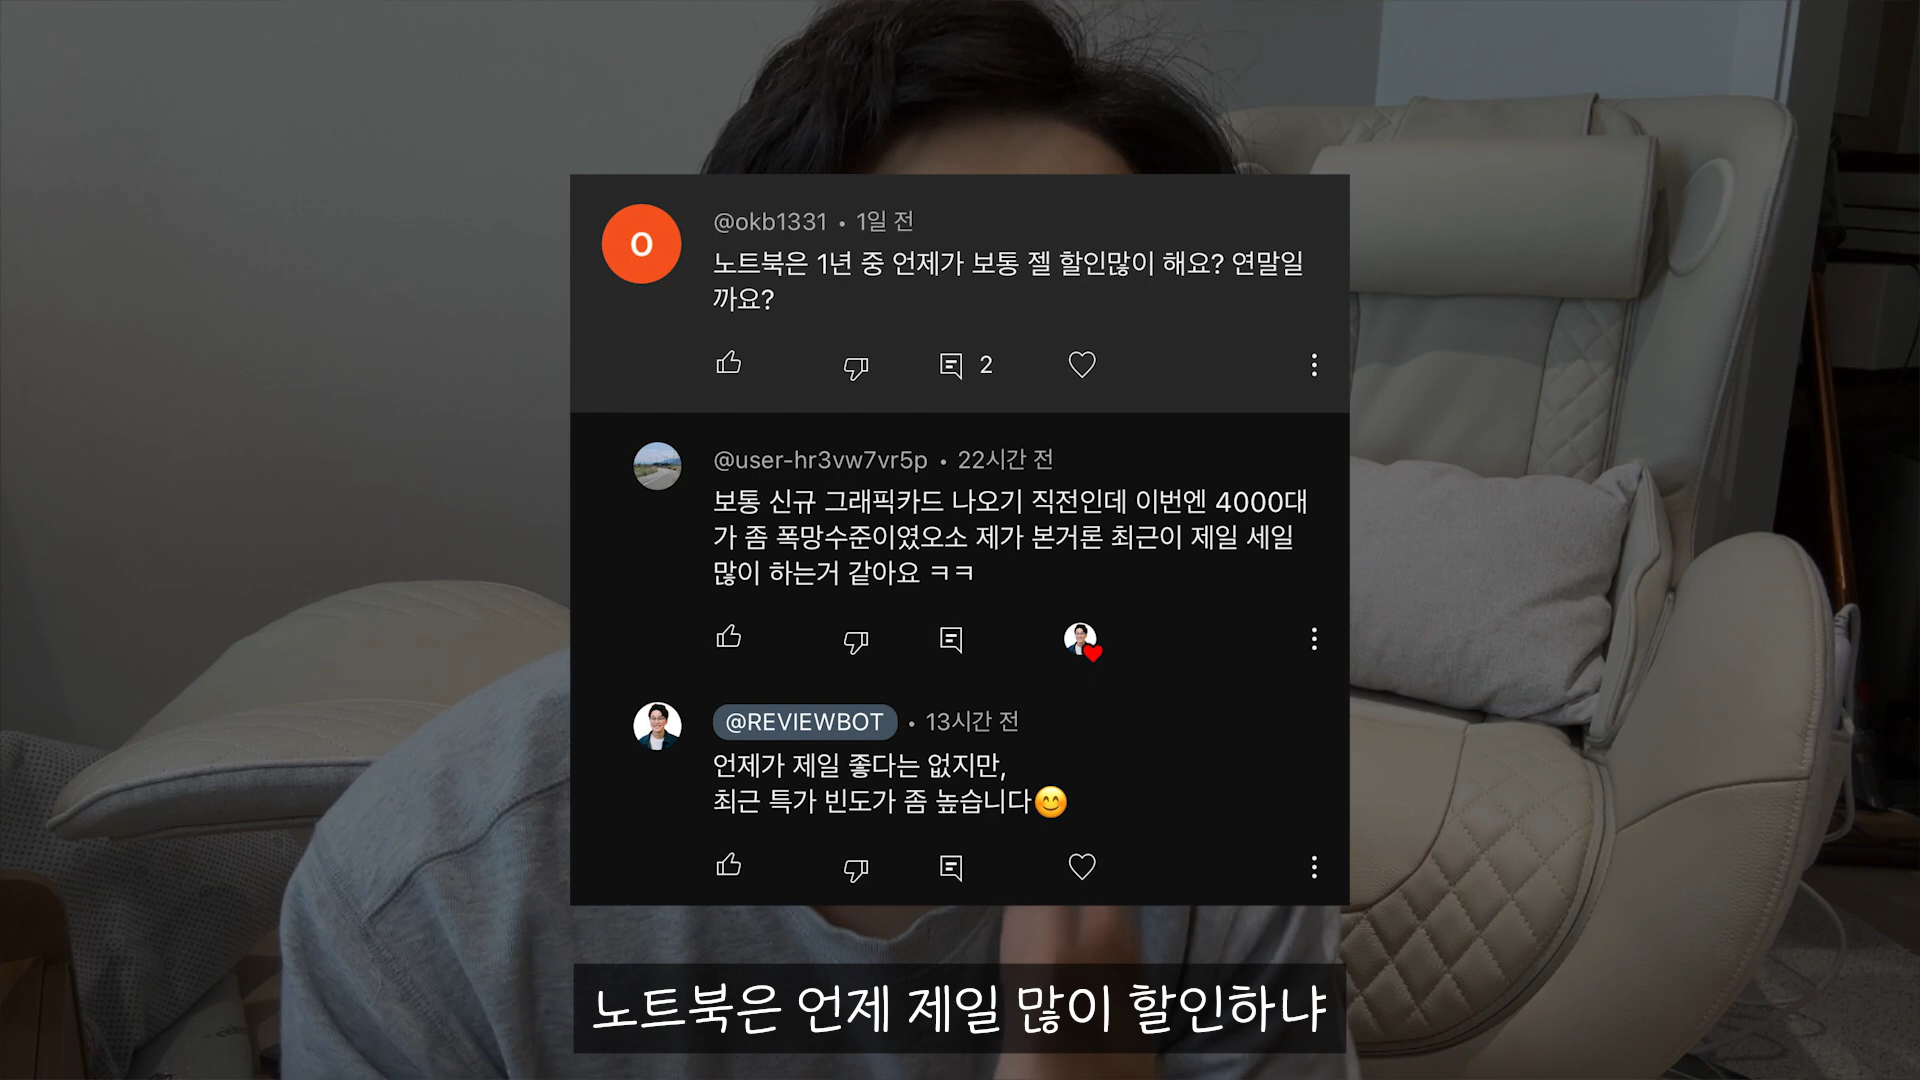 O
@okb1331 • 1일 전
노트북은 1년 중 언제가 보통 젤 할인많이 해요? 연말일
까요?
2
@user-hr3vw7vr5p • 22시간 전
보통 신규 그래픽카드 나오기 직전인데 이번엔 4000대
가 좀 폭망수준이였오소 제가 본거론 최근이 제일 세일
많이 하는거 같아요 ㅋㅋ
@REVIEWBOT • 13시간 전
언제가 제일 좋다는 없지만,
최근 특가 빈도가 좀 높습니다😊
노트북은 언제 제일 많이 할인하냐